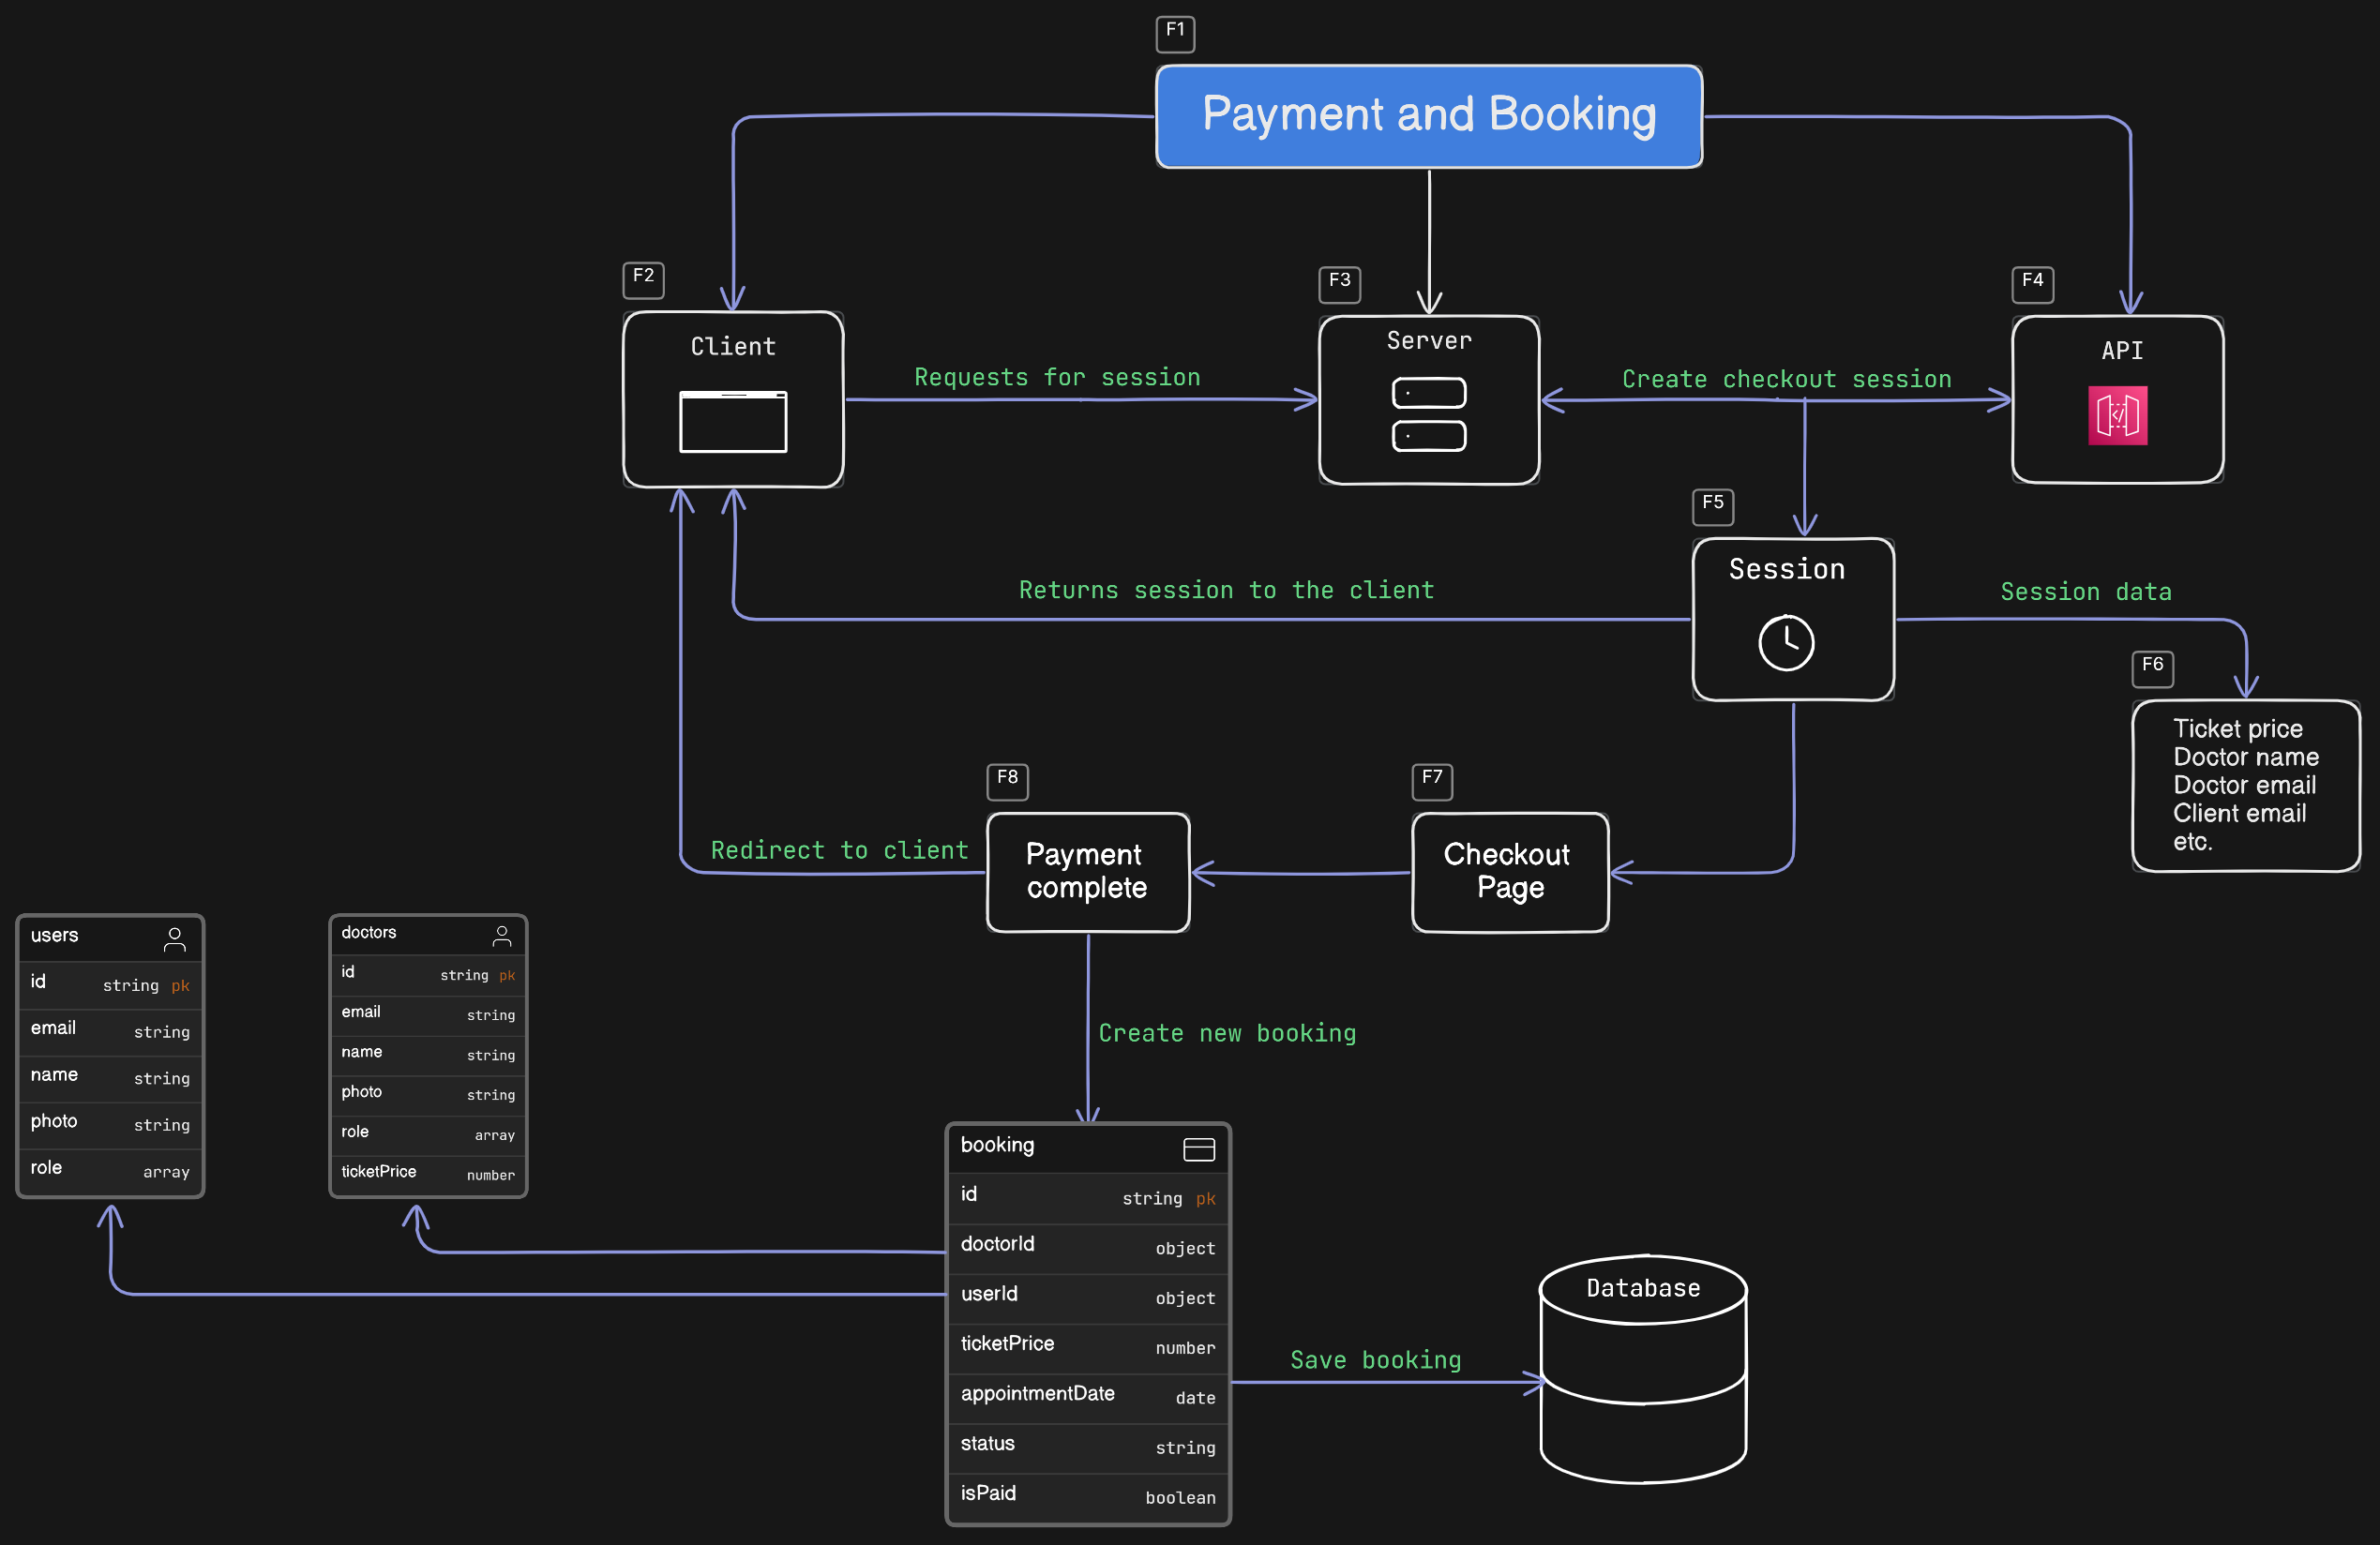 F1
Payment and Booking
F2
Client
Requests for session
F3
Server
Create checkout session
F4
API
F5
Session
Returns session to the client
Session data
F6
Ticket price
Doctor name
Doctor email
Client email
etc.
F7
Checkout
Page
F8
Payment
complete
Redirect to client
Create new booking
users
id string pk
email string
name string
photo string
role array
doctors
id string pk
email string
name string
photo string
role array
ticketPrice number
booking
id string pk
doctorId object
userId object
ticketPrice number
appointmentDate date
status string
isPaid boolean
Save booking
Database